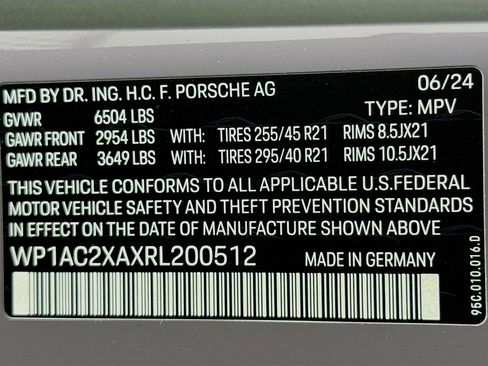 MFD BY DR. ING. H.C. F. PORSCHE AG 06/24
GVWR 6504 LBS TYPE: MPV
GAWR FRONT 2954 LBS WITH: TIRES 255/45 R21 RIMS 8.5JX21
GAWR REAR 3649 LBS WITH: TIRES 295/40 R21 RIMS 10.5JX21
THIS VEHICLE CONFORMS TO ALL APPLICABLE U.S.FEDERAL
MOTOR VEHICLE SAFETY AND THEFT PREVENTION STANDARDS
IN EFFECT ON THE DATE OF MANUFACTURE SHOWN ABOVE
WP1AC2XAXRL200512 MADE IN GERMANY
95C.010.016.D